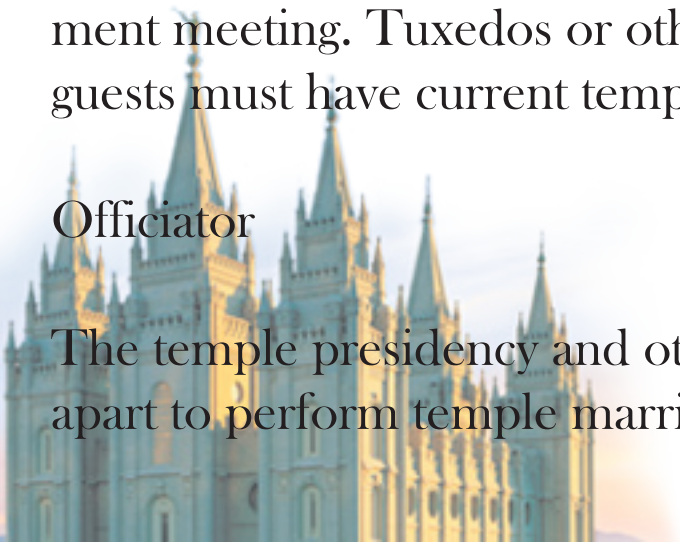 ment meeting. Tuxedos or oth
guests must have current temp
Officiator
The temple presidency and ot
apart to perform temple marri